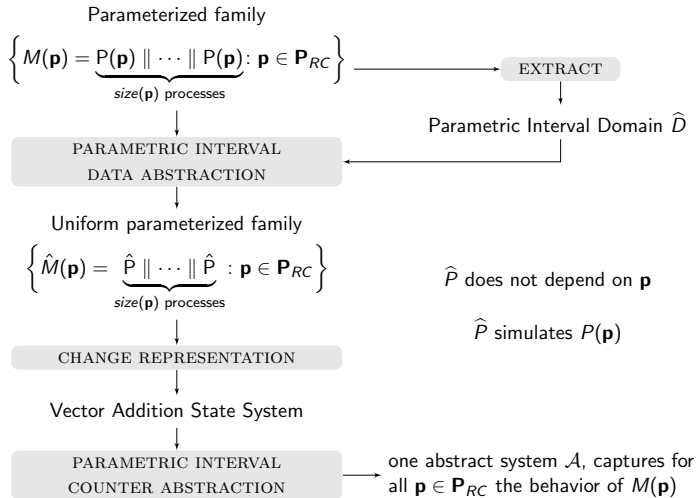 Parameterized family
{M(𝐩) = P(𝐩) ∥ ⋯ ∥ P(𝐩) : 𝐩 ∈ 𝐏_RC}
size(𝐩) processes
EXTRACT
Parametric Interval Domain D̂
PARAMETRIC INTERVAL
DATA ABSTRACTION
Uniform parameterized family
{M̂(𝐩) = P̂ ∥ ⋯ ∥ P̂ : 𝐩 ∈ 𝐏_RC}
size(𝐩) processes
P̂ does not depend on 𝐩
P̂ simulates P(𝐩)
CHANGE REPRESENTATION
Vector Addition State System
PARAMETRIC INTERVAL
COUNTER ABSTRACTION
one abstract system 𝒜, captures for
all 𝐩 ∈ 𝐏_RC the behavior of M(𝐩)